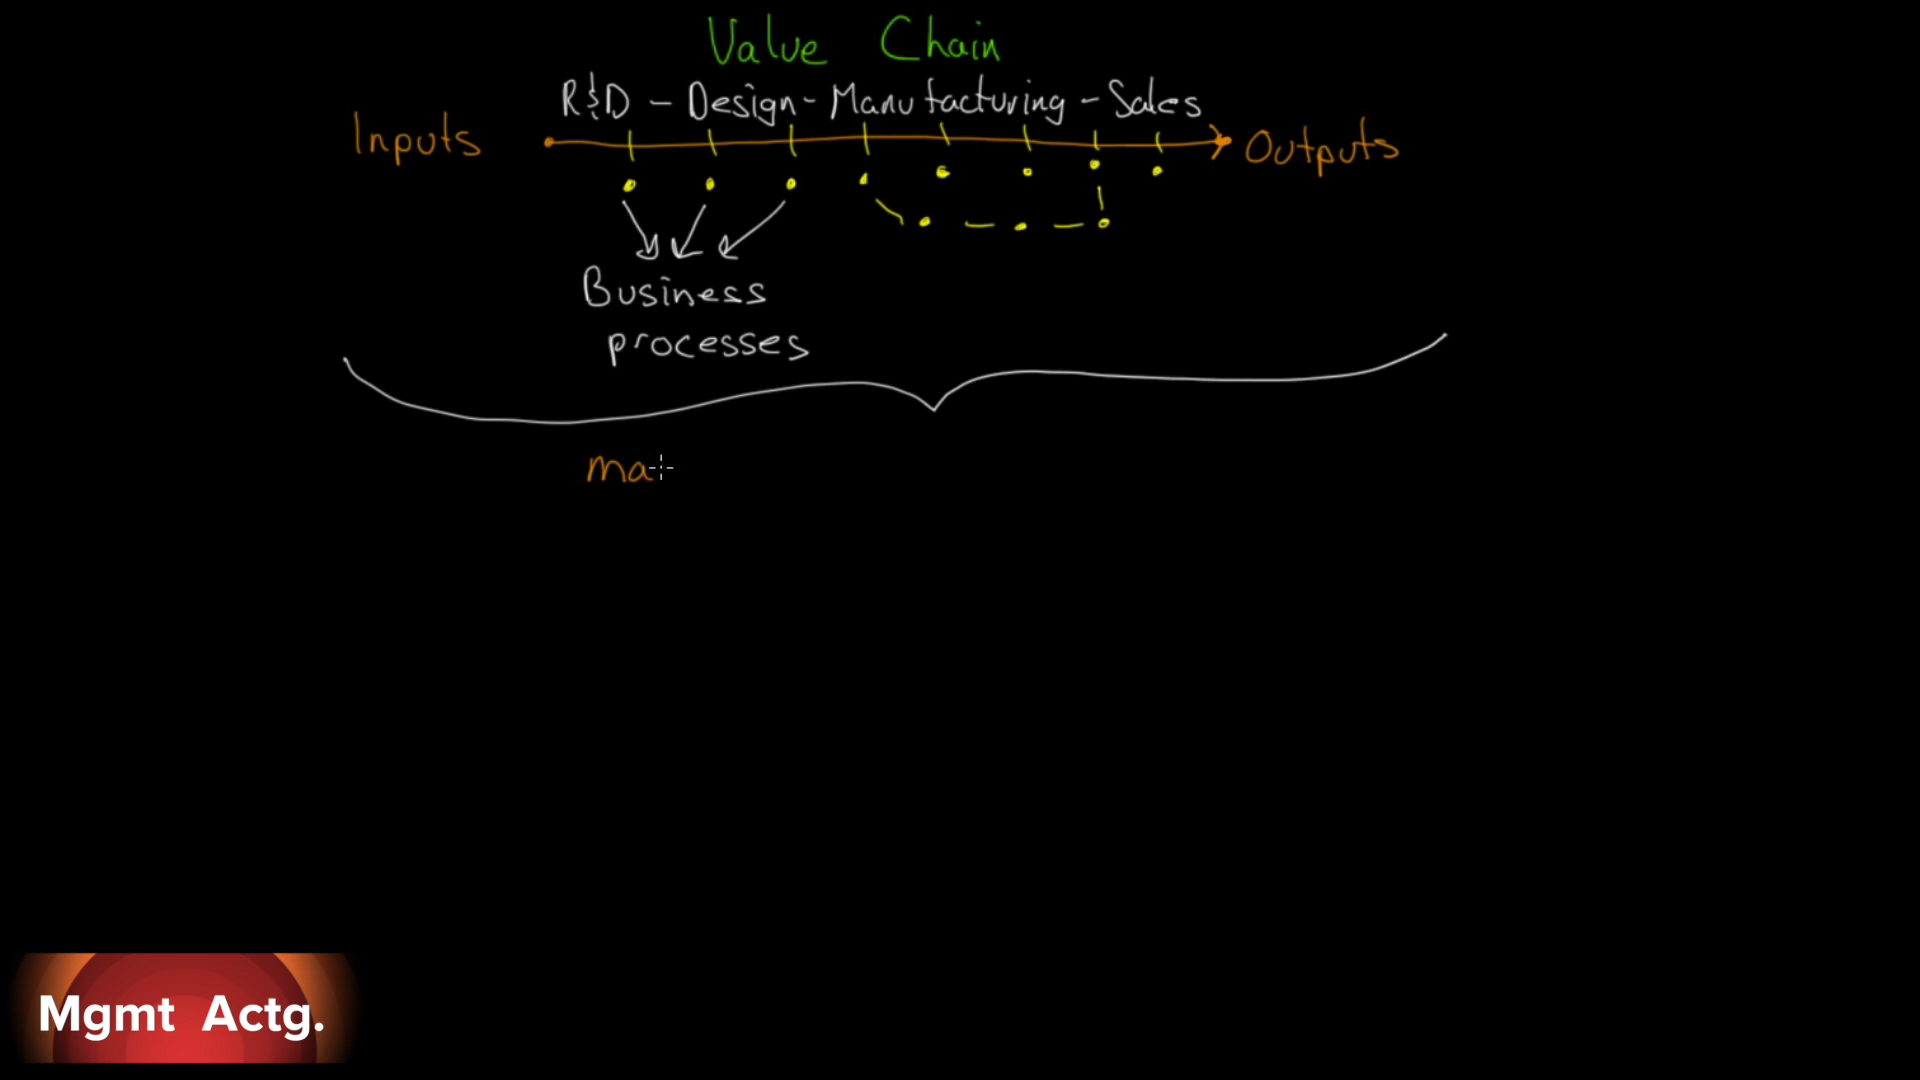 Value Chain
R&D - Design - Manufacturing - Sales
Inputs
Outputs
Business
processes
ma
Mgmt Actg.